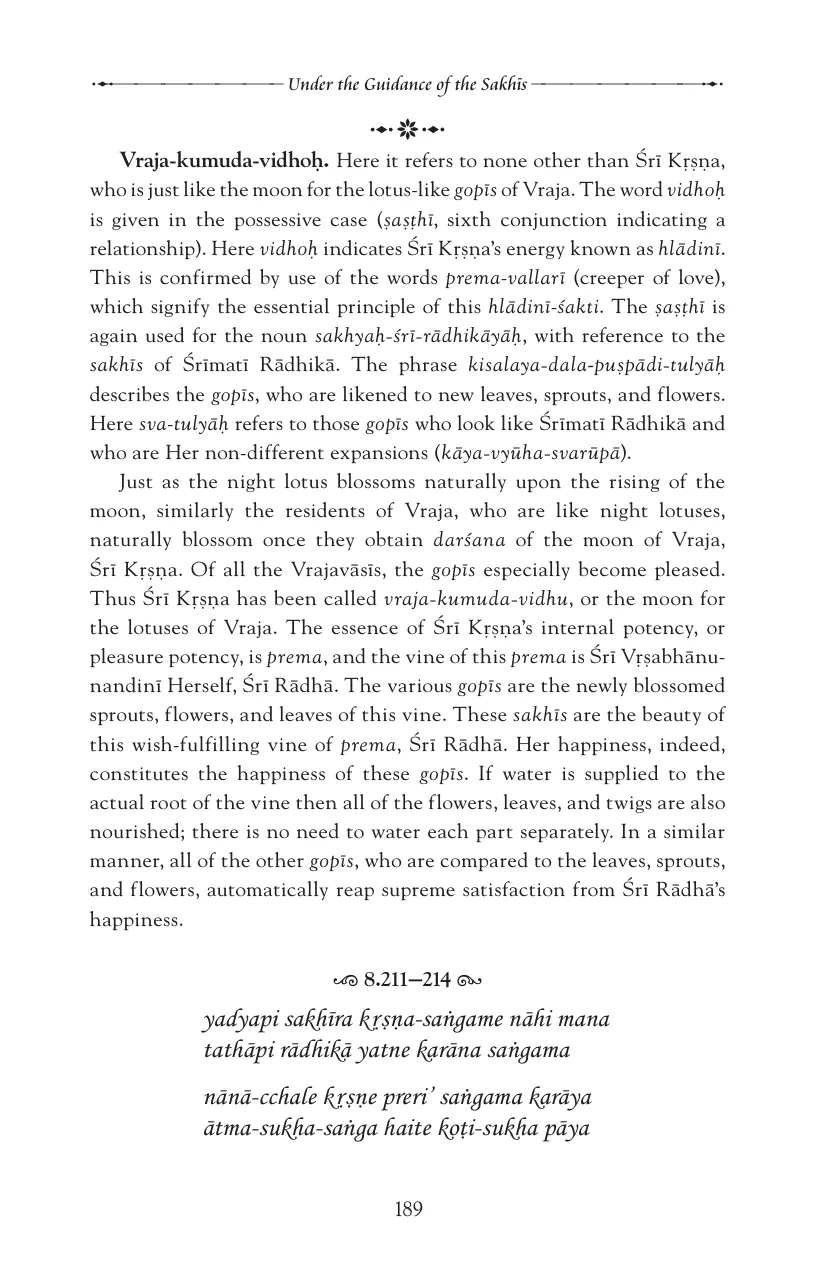 Under the Guidance of the Sakhīs
Vraja-kumuda-vidhoḥ. Here it refers to none other than Śrī Kṛṣṇa,
who is just like the moon for the lotus-like gopīs of Vraja. The word vidhoḥ
is given in the possessive case (ṣaṣṭhī, sixth conjunction indicating a
relationship). Here vidhoḥ indicates Śrī Kṛṣṇa’s energy known as hlādinī.
This is confirmed by use of the words prema-vallarī (creeper of love),
which signify the essential principle of this hlādinī-śakti. The ṣaṣṭhī is
again used for the noun sakhyaḥ-śrī-rādhikāyāḥ, with reference to the
sakhīs of Śrīmatī Rādhikā. The phrase kisalaya-dala-puṣpādi-tulyāḥ
describes the gopīs, who are likened to new leaves, sprouts, and flowers.
Here sva-tulyāḥ refers to those gopīs who look like Śrīmatī Rādhikā and
who are Her non-different expansions (kāya-vyūha-svarūpā).
Just as the night lotus blossoms naturally upon the rising of the
moon, similarly the residents of Vraja, who are like night lotuses,
naturally blossom once they obtain darśana of the moon of Vraja,
Śrī Kṛṣṇa. Of all the Vrajavāsīs, the gopīs especially become pleased.
Thus Śrī Kṛṣṇa has been called vraja-kumuda-vidhu, or the moon for
the lotuses of Vraja. The essence of Śrī Kṛṣṇa’s internal potency, or
pleasure potency, is prema, and the vine of this prema is Śrī Vṛṣabhānu-
nandinī Herself, Śrī Rādhā. The various gopīs are the newly blossomed
sprouts, flowers, and leaves of this vine. These sakhīs are the beauty of
this wish-fulfilling vine of prema, Śrī Rādhā. Her happiness, indeed,
constitutes the happiness of these gopīs. If water is supplied to the
actual root of the vine then all of the flowers, leaves, and twigs are also
nourished; there is no need to water each part separately. In a similar
manner, all of the other gopīs, who are compared to the leaves, sprouts,
and flowers, automatically reap supreme satisfaction from Śrī Rādhā’s
happiness.
8.211–214
yadyapi sakhīra kṛṣṇa-saṅgame nāhi mana
tathāpi rādhikā yatne karāna saṅgama
nānā-cchale kṛṣṇe preri’ saṅgama karāya
ātma-sukha-saṅga haite koṭi-sukha pāya
189